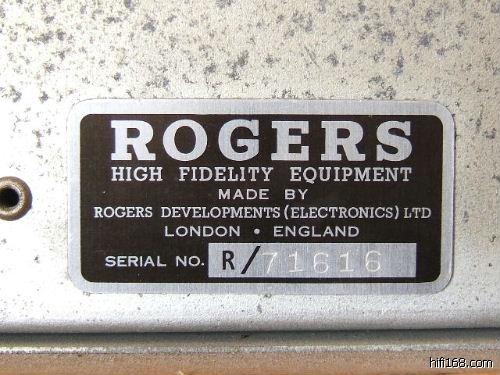 ROGERS
HIGH FIDELITY EQUIPMENT
MADE BY
ROGERS DEVELOPMENTS (ELECTRONICS) LTD
LONDON • ENGLAND
SERIAL NO. R/71616
hifi168.com